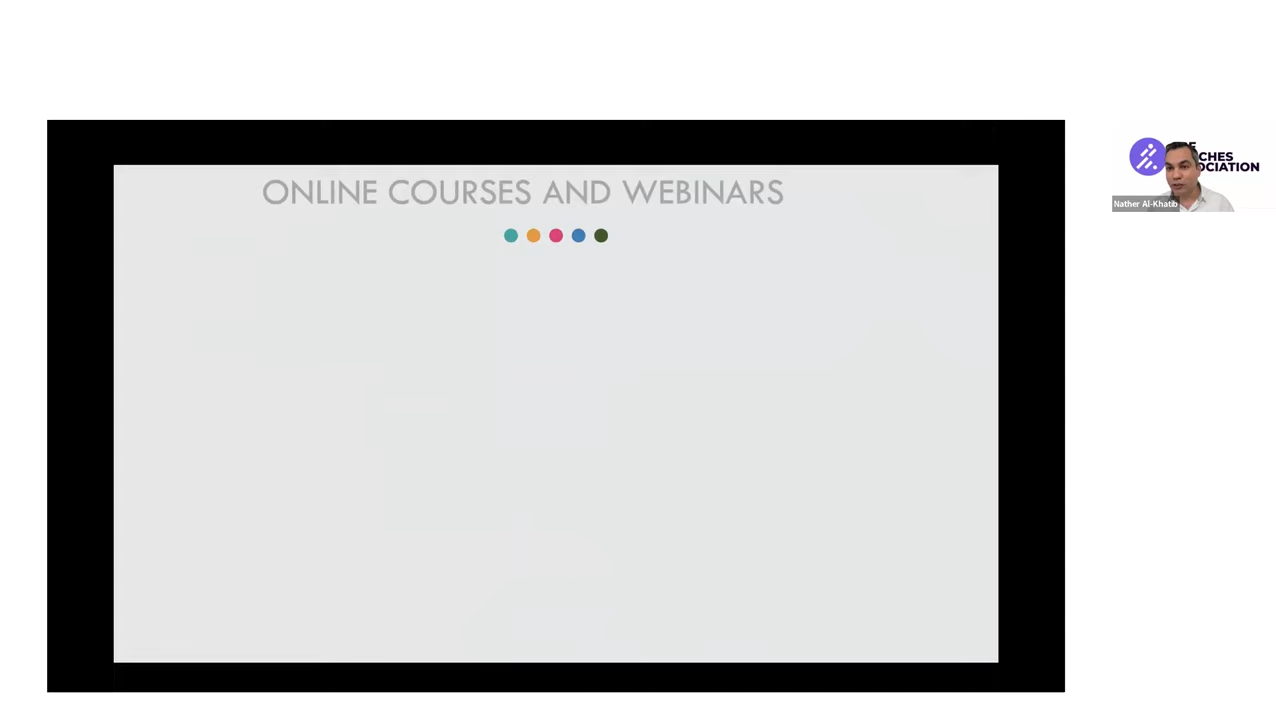 ONLINE COURSES AND WEBINARS
CHES
OCIATION
Nather Al-Khatib